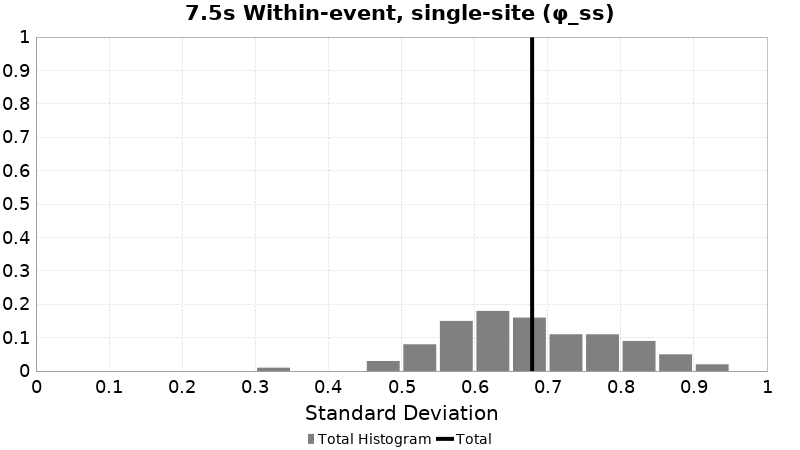 7.5s Within-event, single-site (φ_ss)
1
0.9
0.8
0.7
0.6
0.5
0.4
0.3
0.2
0.1
0
0 0.1 0.2 0.3 0.4 0.5 0.6 0.7 0.8 0.9 1
Standard Deviation
Total Histogram Total